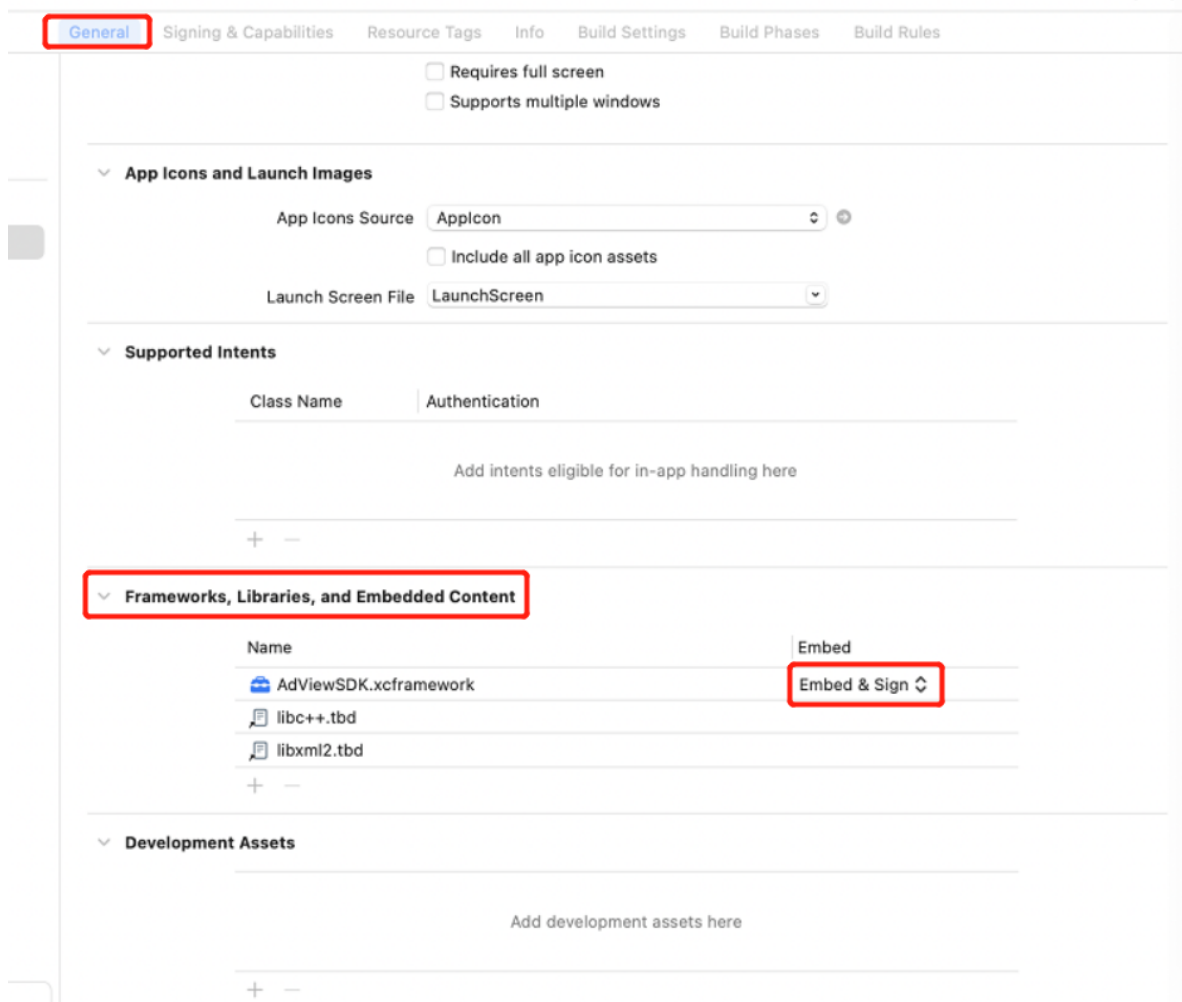 General Signing & Capabilities Resource Tags Info Build Settings Build Phases Build Rules
Requires full screen
Supports multiple windows
App Icons and Launch Images
App Icons Source AppIcon
Include all app icon assets
Launch Screen File LaunchScreen
Supported Intents
Class Name Authentication
Add intents eligible for in-app handling here
Frameworks, Libraries, and Embedded Content
Name Embed
AdViewSDK.xcframework Embed & Sign
libc++.tbd
libxml2.tbd
Development Assets
Add development assets here